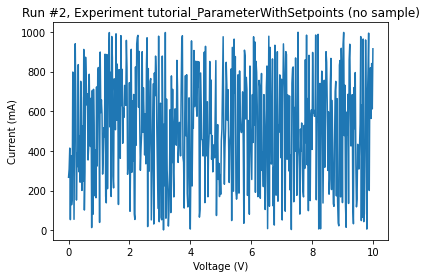 Run #2, Experiment tutorial_ParameterWithSetpoints (no sample)
1000
800
600
400
200
0
Current (mA)
0 2 4 6 8 10
Voltage (V)